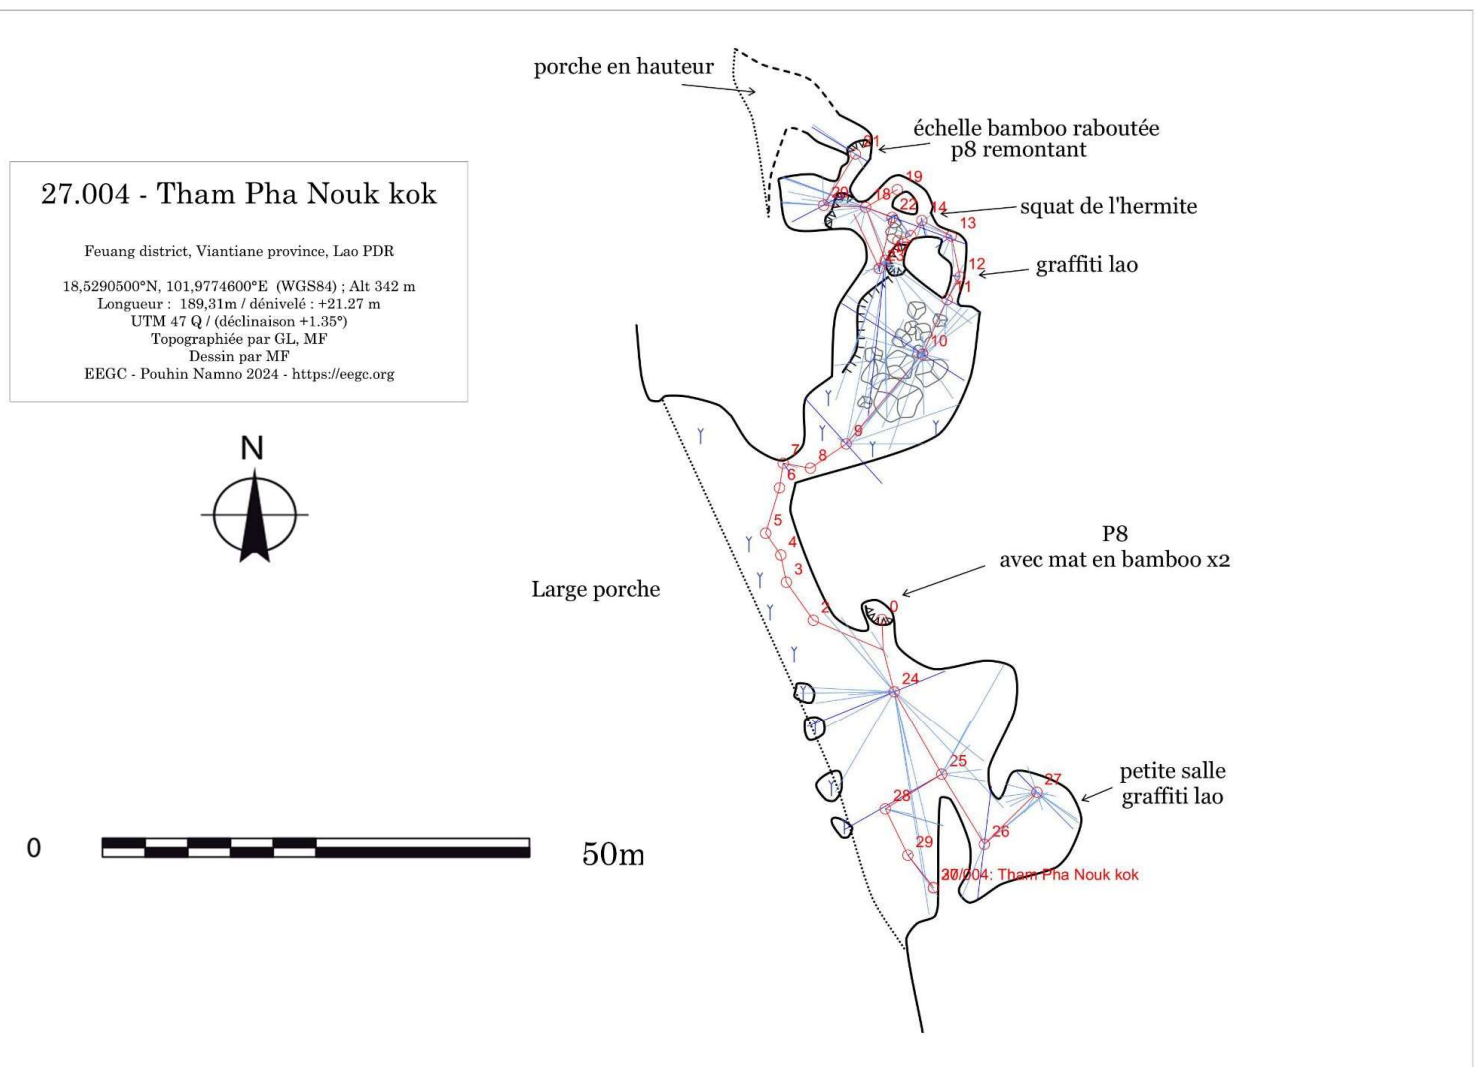 porche en hauteur
échelle bamboo raboutée
p8 remontant
27.004 - Tham Pha Nouk kok
Feuang district, Viantiane province, Lao PDR
18,5290500°N, 101,9774600°E (WGS84) ; Alt 342 m
Longueur : 189,31m / dénivelé : +21.27 m
UTM 47 Q / (déclinaison +1.35°)
Topographiée par GL, MF
Dessin par MF
EEGC - Pouhin Namno 2024 - https://eegc.org
21
19
20
18
22
14
squat de l'hermite
13
12
graffiti lao
11
10
N
9
7
8
6
5
4
3
P8
avec mat en bamboo x2
Large porche
2
0
24
25
27
petite salle
graffiti lao
28
26
29
0
50m
004: Tham Pha Nouk kok